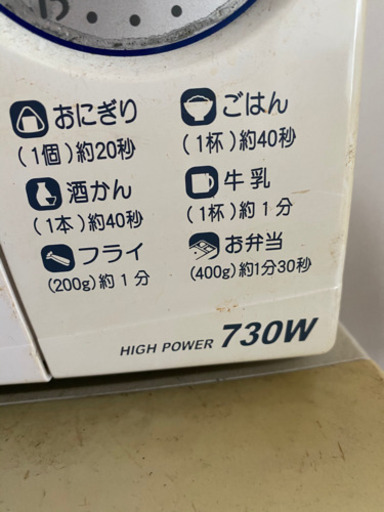 15
おにぎり
(1個)約20秒
ごはん
(1杯)約40秒
酒かん
(1本)約40秒
牛乳
(1杯)約1分
フライ
(200g)約1分
お弁当
(400g)約1分30秒
HIGH POWER 730W